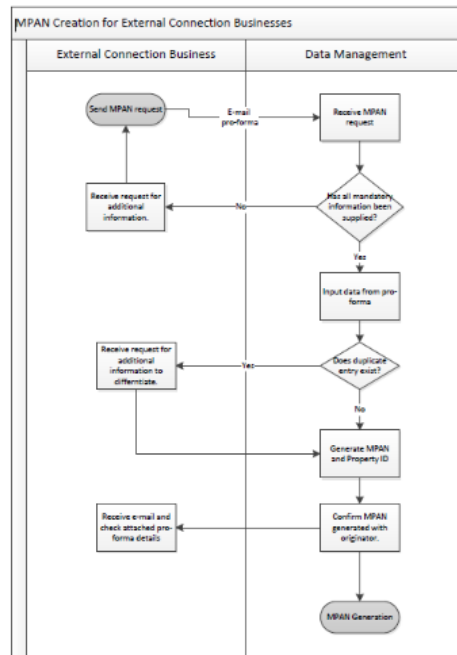 MPAN Creation for External Connection Businesses
External Connection Business
Data Management
Send MPAN request
E-mail
pro-forma
Receive MPAN
request
Receive request for
additional
information.
No
Has all mandatory
information been
supplied?
Yes
Input data from pro-
forma
Receive request for
additional
information to
differntiate.
Yes
Does duplicate
entry exist?
No
Generate MPAN
and Property ID
Receive e-mail and
check attached pro-
forma details
Confirm MPAN
generated with
originator.
MPAN Generation